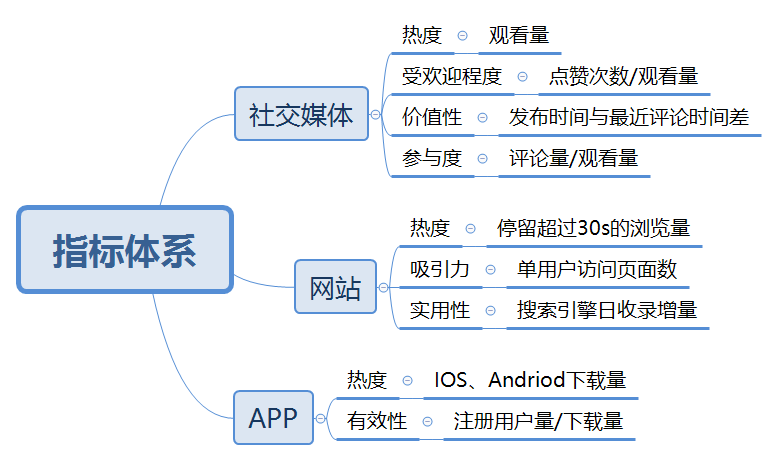 指标体系
社交媒体
热度 观看量
受欢迎程度 点赞次数/观看量
价值性 发布时间与最近评论时间差
参与度 评论量/观看量
网站
热度 停留超过30s的浏览量
吸引力 单用户访问页面数
实用性 搜索引擎日收录增量
APP
热度 IOS、Andriod下载量
有效性 注册用户量/下载量